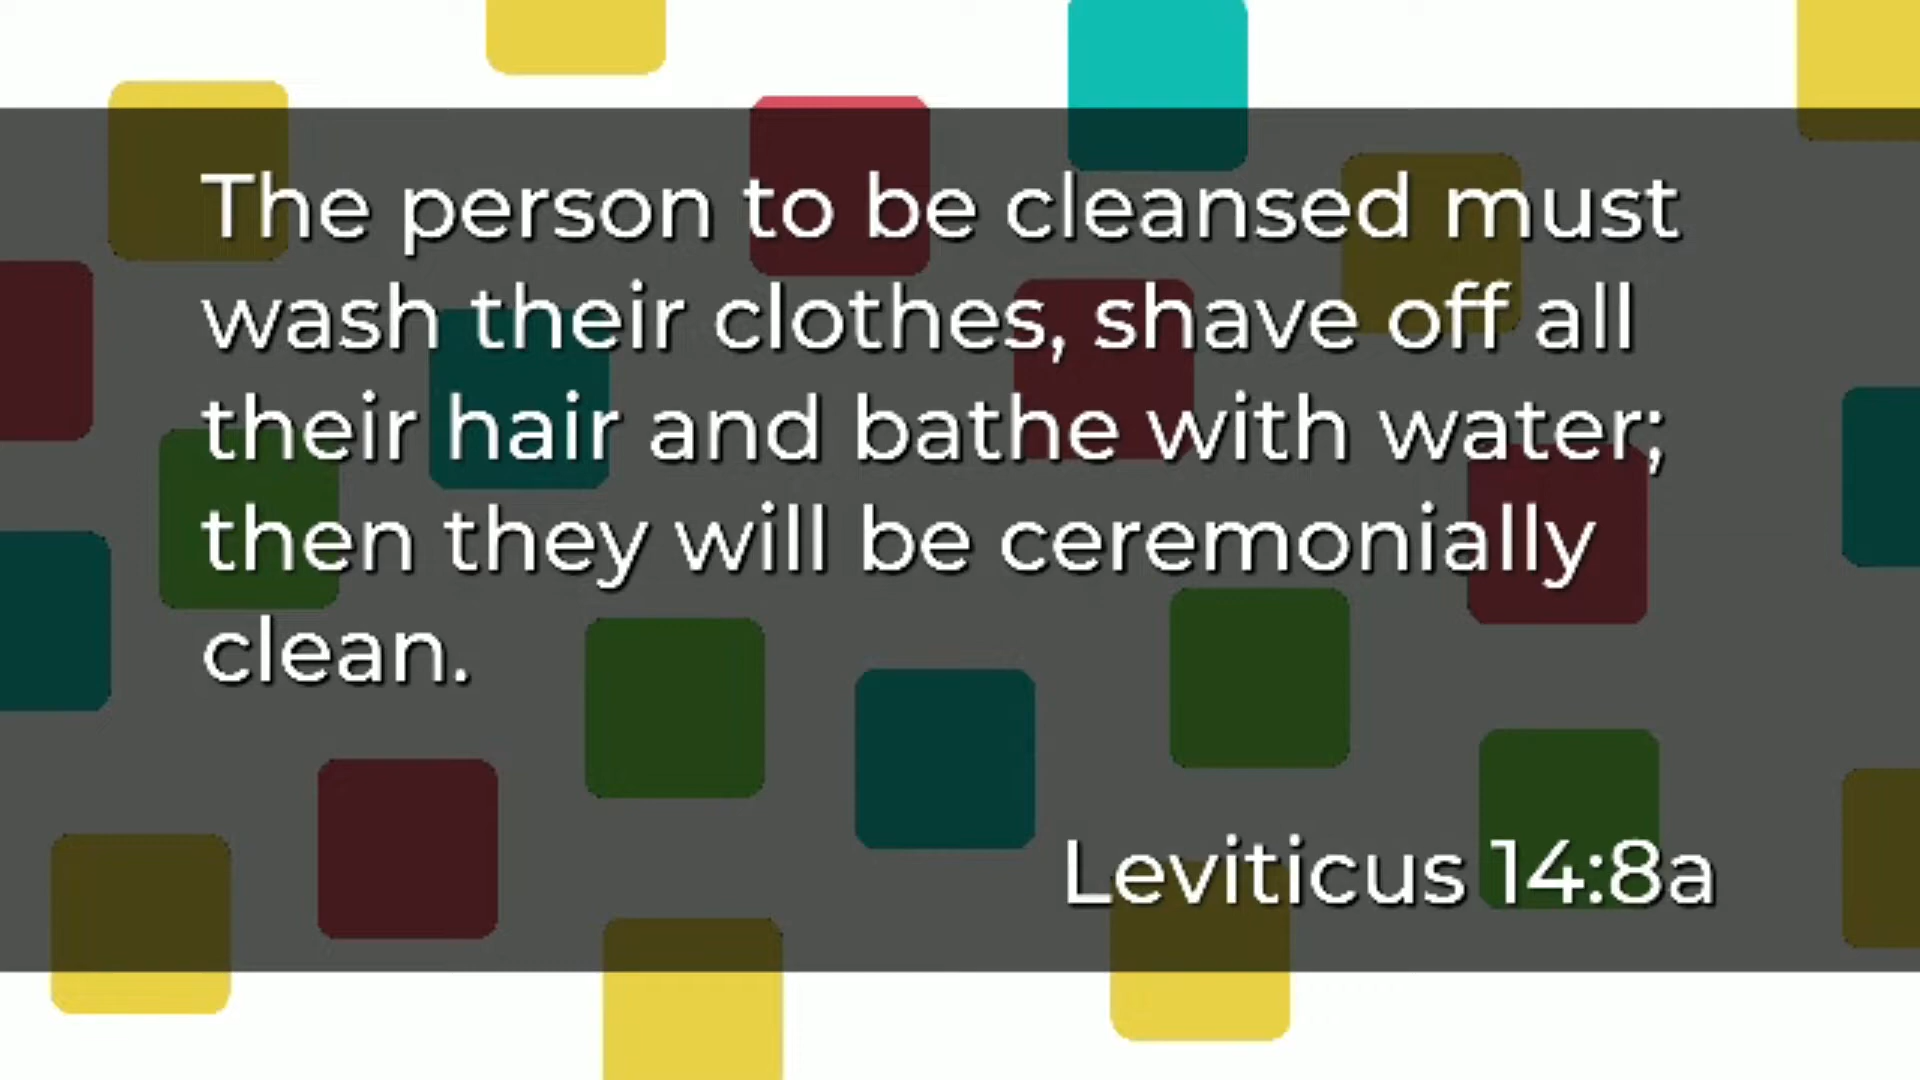 The person to be cleansed must
wash their clothes, shave off all
their hair and bathe with water;
then they will be ceremonially
clean.
Leviticus 14:8a